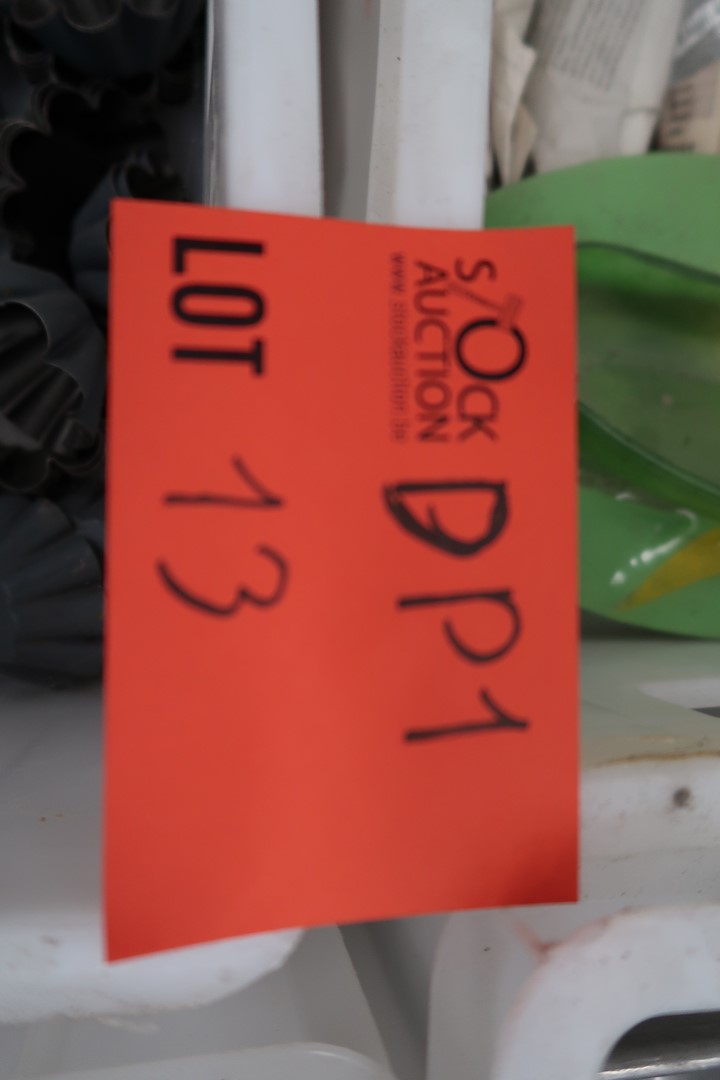 STOCK
AUCTION
DP1
LOT 13